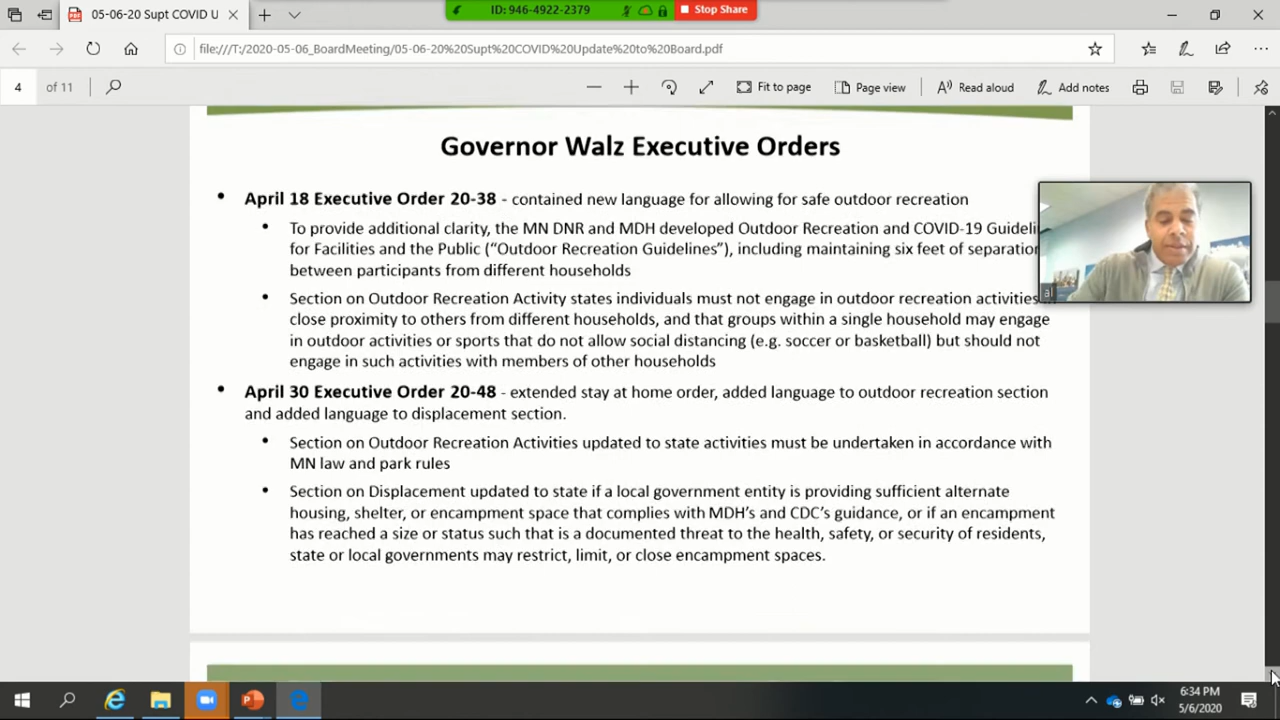 05-06-20 Supt COVID U
ID: 946-4922-2379
Stop Share
file:///T:/2020-05-06_BoardMeeting/05-06-20%20Supt%20COVID%20Update%20to%20Board.pdf
4 of 11
Fit to page
Page view
Read aloud
Add notes
Governor Walz Executive Orders
• April 18 Executive Order 20-38 - contained new language for allowing for safe outdoor recreation
• To provide additional clarity, the MN DNR and MDH developed Outdoor Recreation and COVID-19 Guideli
for Facilities and the Public (“Outdoor Recreation Guidelines”), including maintaining six feet of separation
between participants from different households
• Section on Outdoor Recreation Activity states individuals must not engage in outdoor recreation activities
close proximity to others from different households, and that groups within a single household may engage
in outdoor activities or sports that do not allow social distancing (e.g. soccer or basketball) but should not
engage in such activities with members of other households
• April 30 Executive Order 20-48 - extended stay at home order, added language to outdoor recreation section
and added language to displacement section.
• Section on Outdoor Recreation Activities updated to state activities must be undertaken in accordance with
MN law and park rules
• Section on Displacement updated to state if a local government entity is providing sufficient alternate
housing, shelter, or encampment space that complies with MDH’s and CDC’s guidance, or if an encampment
has reached a size or status such that is a documented threat to the health, safety, or security of residents,
state or local governments may restrict, limit, or close encampment spaces.
al
6:34 PM
5/6/2020